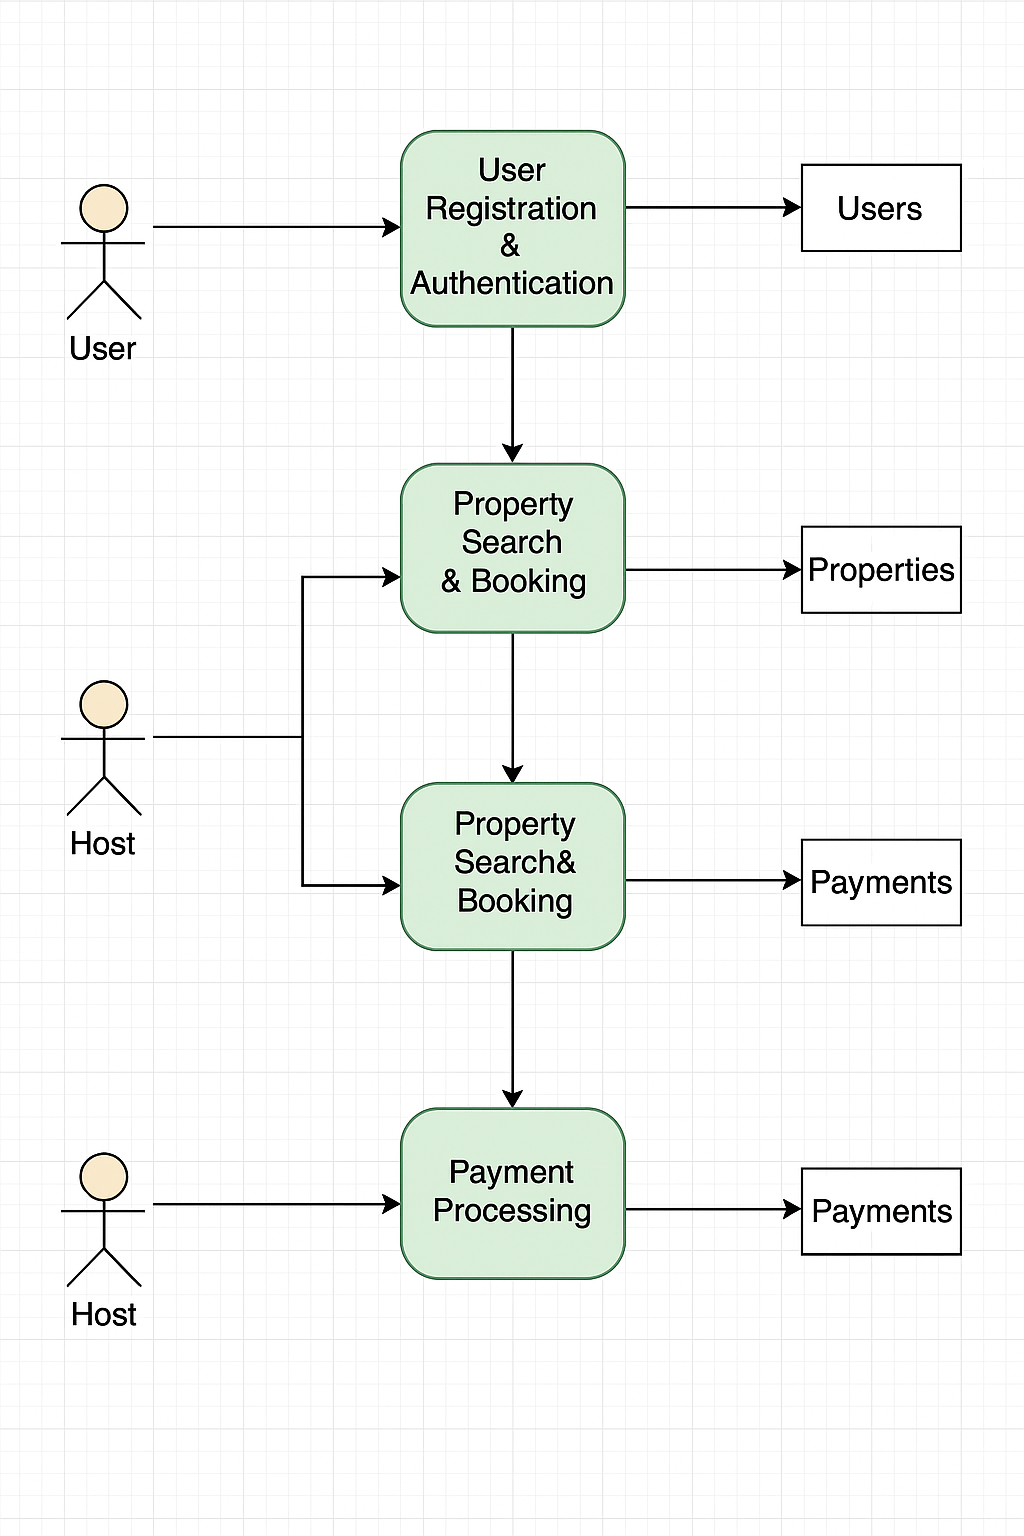 User
Registration
&
Authentication
Users
User
Property
Search
& Booking
Properties
Host
Property
Search&
Booking
Payments
Payment
Processing
Payments
Host